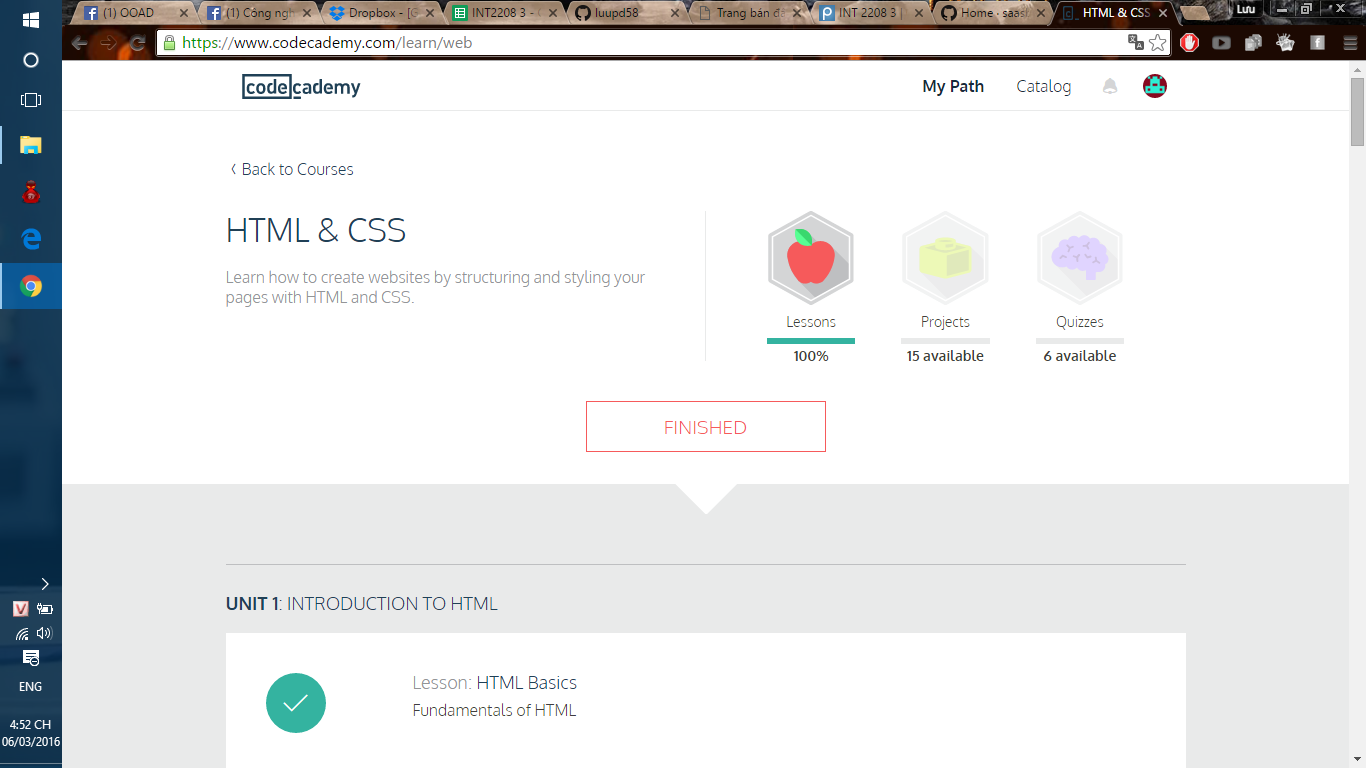 (1) OOAD
(1) Công ngh
Dropbox - [G
INT2208 3 -
luupd58
Trang bán đ
INT 2208 3 |
Home · saasb
HTML & CSS
Lưu
https://www.codecademy.com/learn/web
codecademy
My Path
Catalog
Back to Courses
HTML & CSS
Learn how to create websites by structuring and styling your
pages with HTML and CSS.
Lessons
Projects
Quizzes
100%
15 available
6 available
FINISHED
UNIT 1: INTRODUCTION TO HTML
Lesson: HTML Basics
Fundamentals of HTML
ENG
4:52 CH
06/03/2016